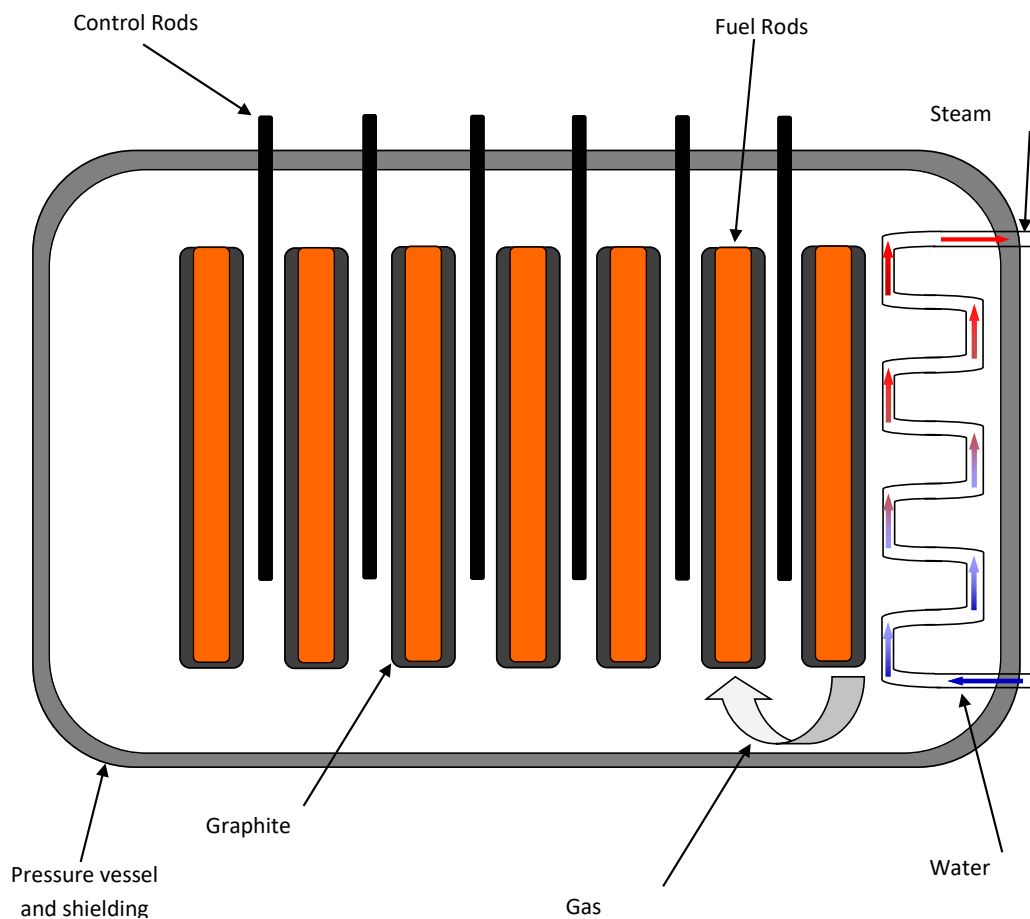 Control Rods
Fuel Rods
Steam
Graphite
Water
Pressure vessel
and shielding
Gas